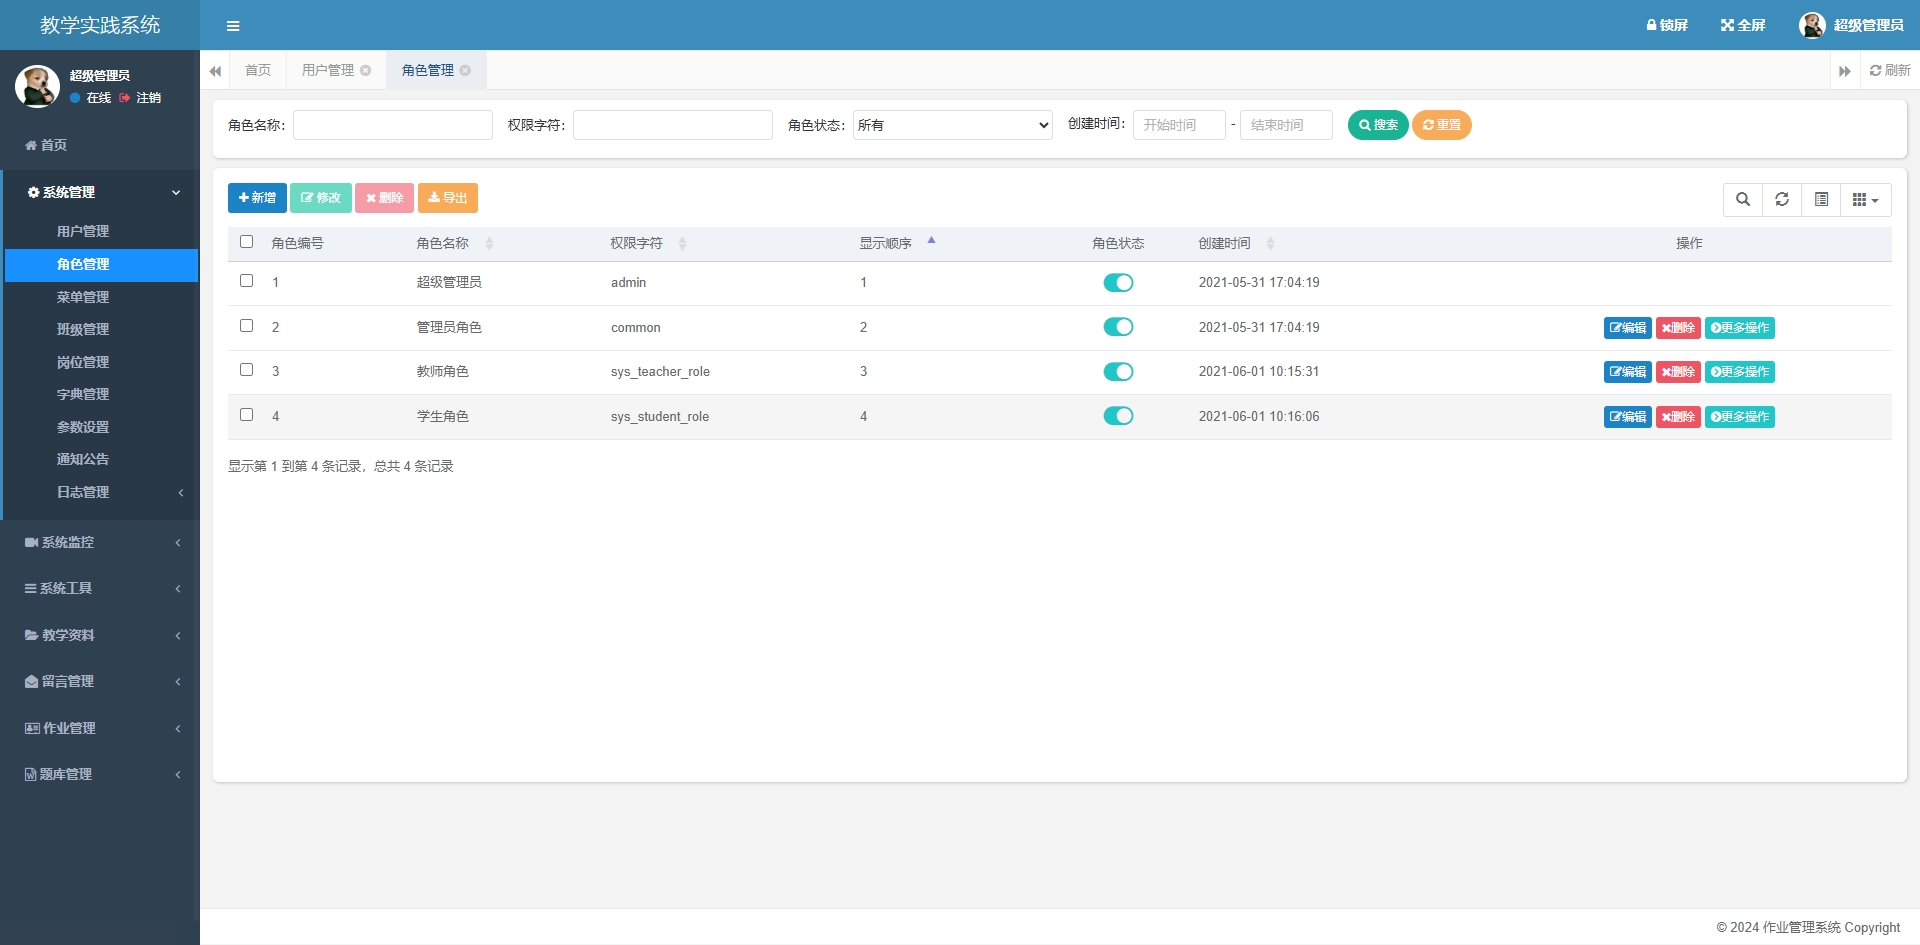 教学实践系统
锁屏 全屏 超级管理员
超级管理员
在线 注销
首页 用户管理 角色管理 刷新
首页
系统管理
用户管理
角色管理
菜单管理
班级管理
岗位管理
字典管理
参数设置
通知公告
日志管理
系统监控
系统工具
教学资料
留言管理
作业管理
题库管理
角色名称: 权限字符: 角色状态: 所有 创建时间: 开始时间 - 结束时间 搜索 重置
新增 修改 删除 导出
角色编号 角色名称 权限字符 显示顺序 角色状态 创建时间 操作
1 超级管理员 admin 1 2021-05-31 17:04:19
2 管理员角色 common 2 2021-05-31 17:04:19 编辑 删除 更多操作
3 教师角色 sys_teacher_role 3 2021-06-01 10:15:31 编辑 删除 更多操作
4 学生角色 sys_student_role 4 2021-06-01 10:16:06 编辑 删除 更多操作
显示第 1 到第 4 条记录，总共 4 条记录
© 2024 作业管理系统 Copyright